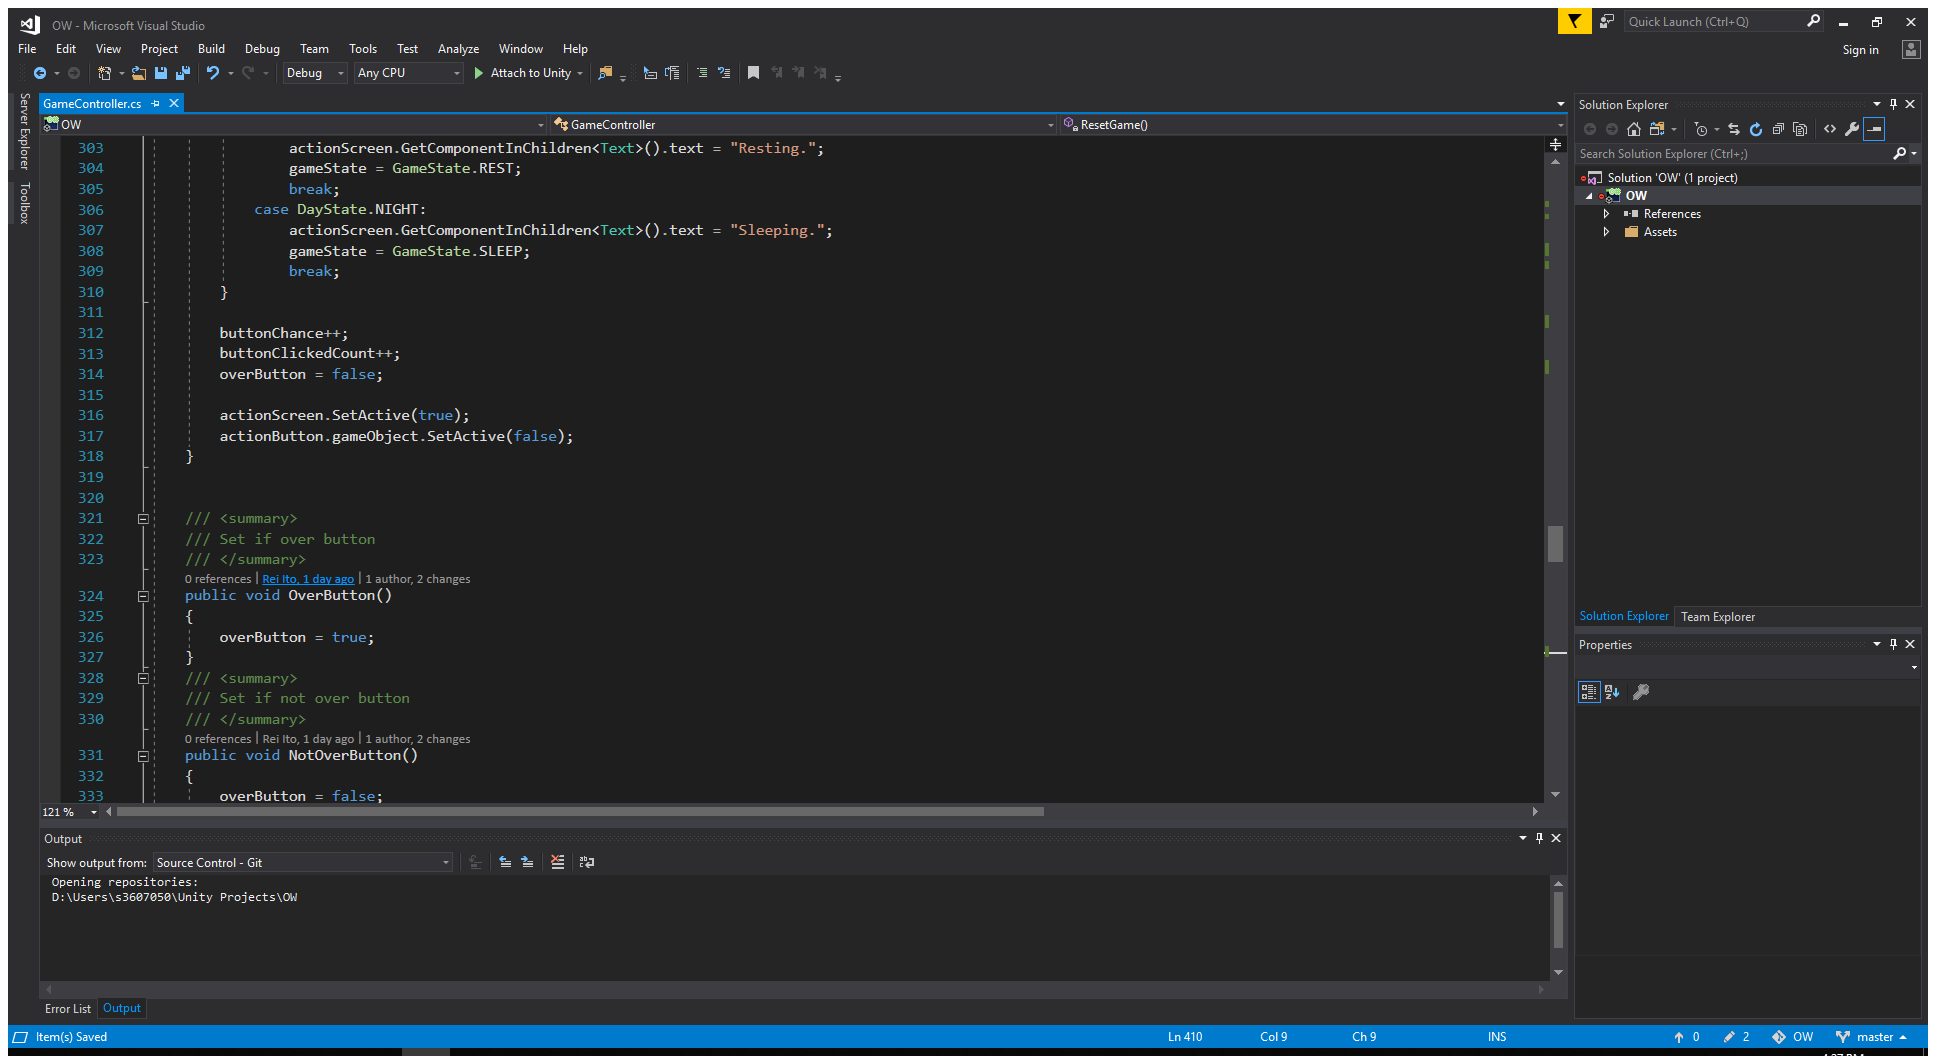 OW - Microsoft Visual Studio
Quick Launch (Ctrl+Q)
File Edit View Project Build Debug Team Tools Test Analyze Window Help
Sign in
Debug Any CPU Attach to Unity
Server Explorer
Toolbox
GameController.cs
OW GameController ResetGame()
303 actionScreen.GetComponentInChildren<Text>().text = "Resting.";
304 gameState = GameState.REST;
305 break;
306 case DayState.NIGHT:
307 actionScreen.GetComponentInChildren<Text>().text = "Sleeping.";
308 gameState = GameState.SLEEP;
309 break;
310 }
311
312 buttonChance++;
313 buttonClickedCount++;
314 overButton = false;
315
316 actionScreen.SetActive(true);
317 actionButton.gameObject.SetActive(false);
318 }
319
320
321 /// <summary>
322 /// Set if over button
323 /// </summary>
0 references | Rei Ito, 1 day ago | 1 author, 2 changes
324 public void OverButton()
325 {
326 overButton = true;
327 }
328 /// <summary>
329 /// Set if not over button
330 /// </summary>
0 references | Rei Ito, 1 day ago | 1 author, 2 changes
331 public void NotOverButton()
332 {
333 overButton = false;
121 %
Solution Explorer
Search Solution Explorer (Ctrl+;)
Solution 'OW' (1 project)
OW
References
Assets
Solution Explorer Team Explorer
Properties
Output
Show output from: Source Control - Git
Opening repositories:
D:\Users\s3607050\Unity Projects\OW
Error List Output
Item(s) Saved Ln 410 Col 9 Ch 9 INS 0 2 OW master